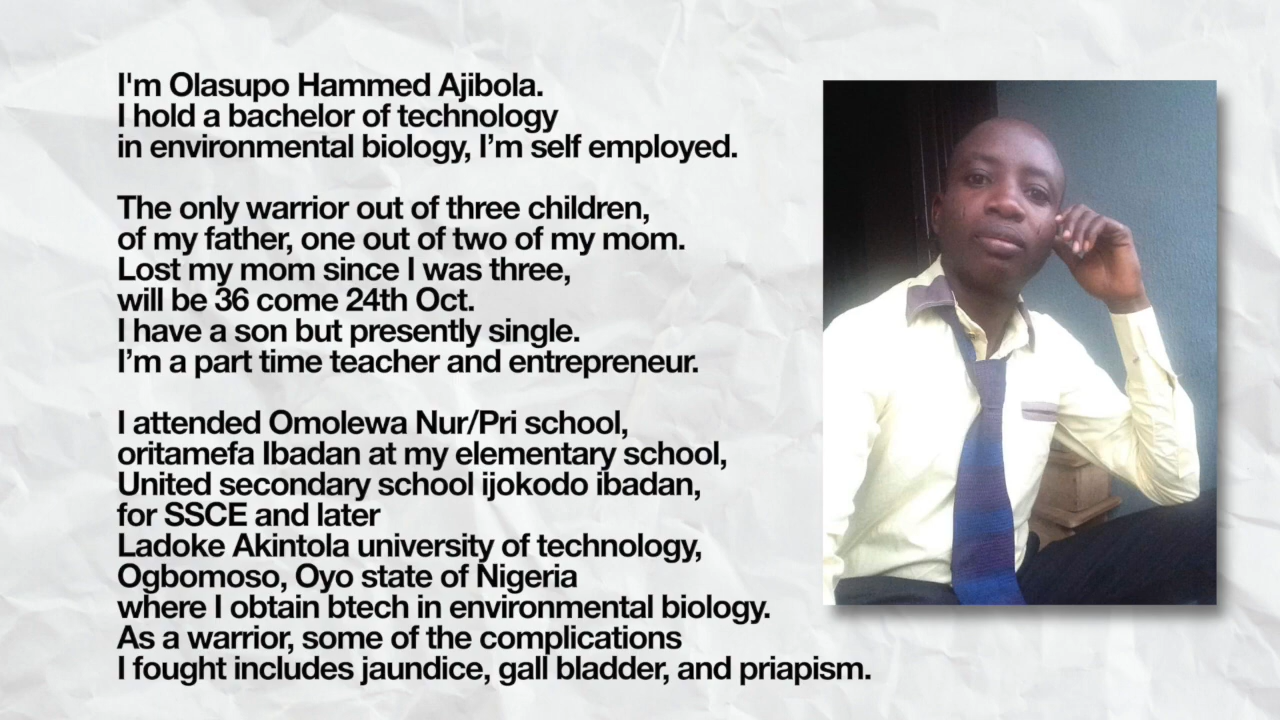 I'm Olasupo Hammed Ajibola.
I hold a bachelor of technology
in environmental biology, I’m self employed.
The only warrior out of three children,
of my father, one out of two of my mom.
Lost my mom since I was three,
will be 36 come 24th Oct.
I have a son but presently single.
I’m a part time teacher and entrepreneur.
I attended Omolewa Nur/Pri school,
oritamefa Ibadan at my elementary school,
United secondary school ijokodo ibadan,
for SSCE and later
Ladoke Akintola university of technology,
Ogbomoso, Oyo state of Nigeria
where I obtain btech in environmental biology.
As a warrior, some of the complications
I fought includes jaundice, gall bladder, and priapism.